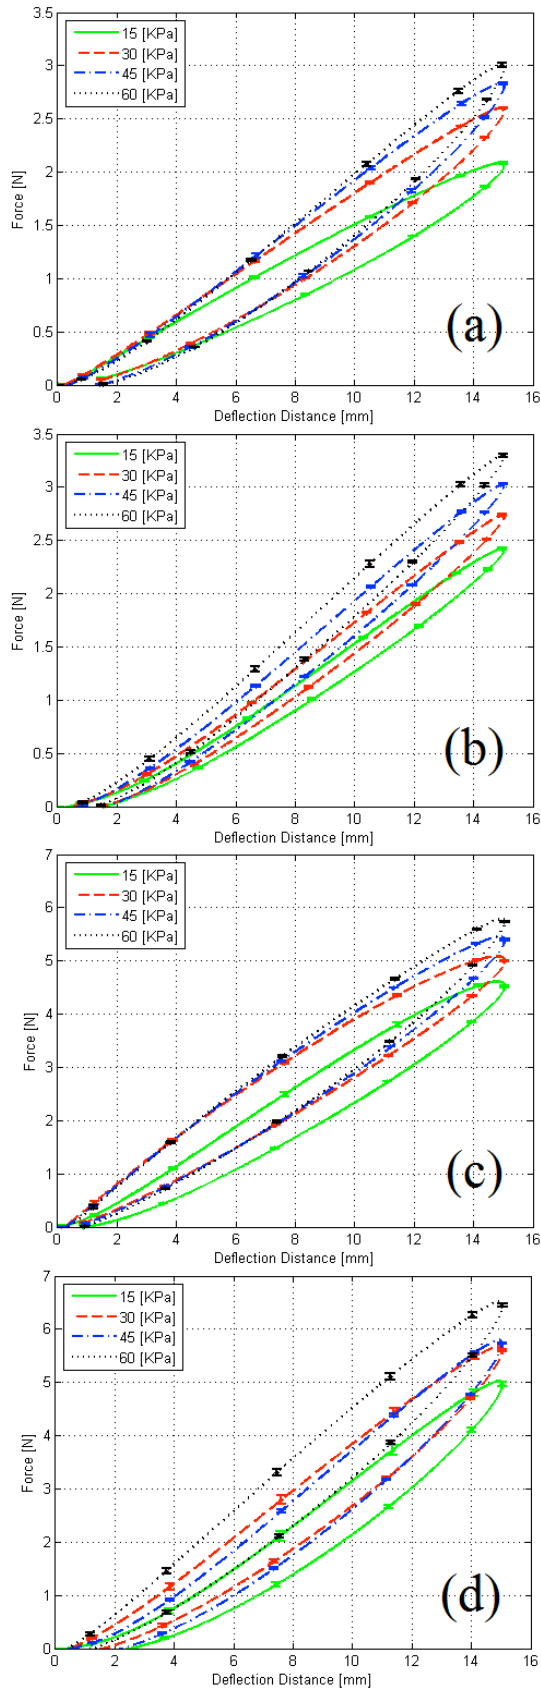 3.5
3
2.5
2
1.5
1
0.5
0
Force [N]
15 [KPa]
30 [KPa]
45 [KPa]
60 [KPa]
(a)
0 2 4 6 8 10 12 14 16
Deflection Distance [mm]
3.5
3
2.5
2
1.5
1
0.5
0
Force [N]
15 [KPa]
30 [KPa]
45 [KPa]
60 [KPa]
(b)
0 2 4 6 8 10 12 14 16
Deflection Distance [mm]
7
6
5
4
3
2
1
0
Force [N]
15 [KPa]
30 [KPa]
45 [KPa]
60 [KPa]
(c)
0 2 4 6 8 10 12 14 16
Deflection Distance [mm]
7
6
5
4
3
2
1
0
Force [N]
15 [KPa]
30 [KPa]
45 [KPa]
60 [KPa]
(d)
0 2 4 6 8 10 12 14 16
Deflection Distance [mm]